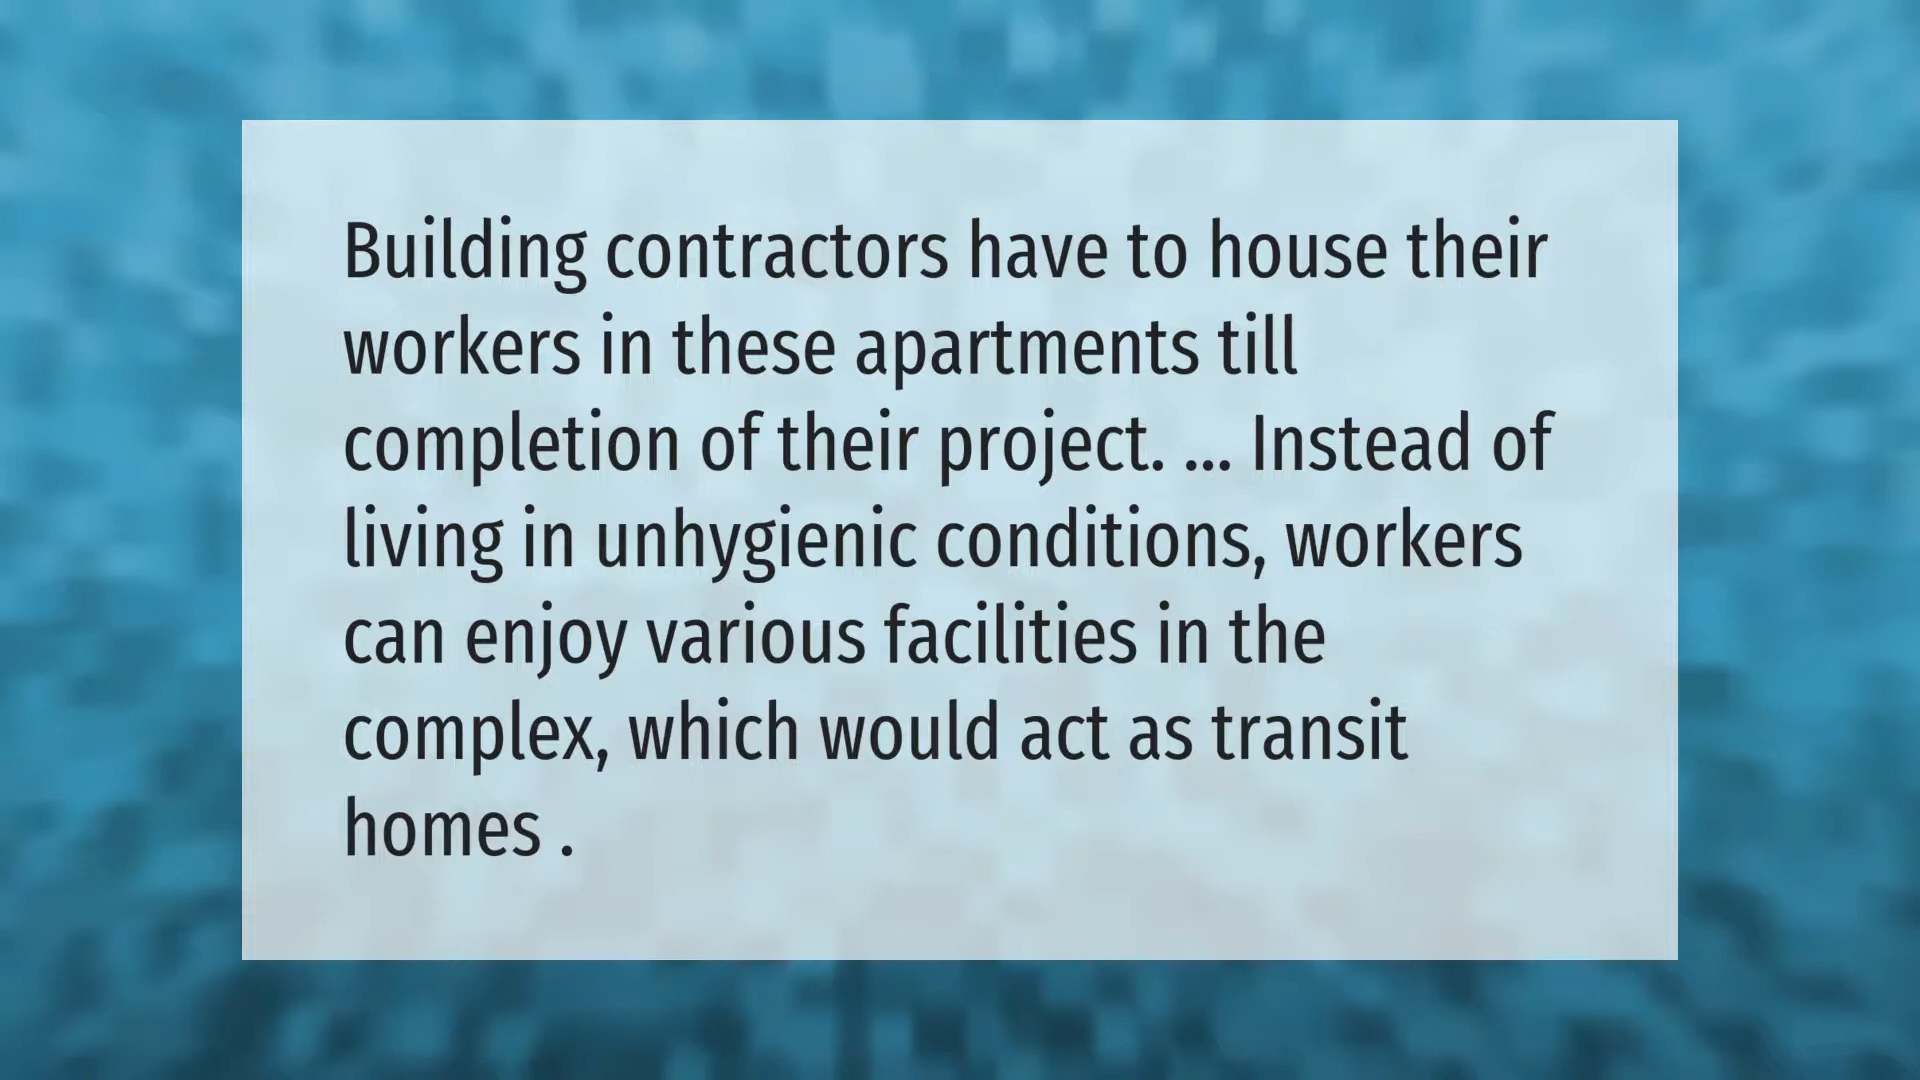 Building contractors have to house their
workers in these apartments till
completion of their project. ... Instead of
living in unhygienic conditions, workers
can enjoy various facilities in the
complex, which would act as transit
homes .